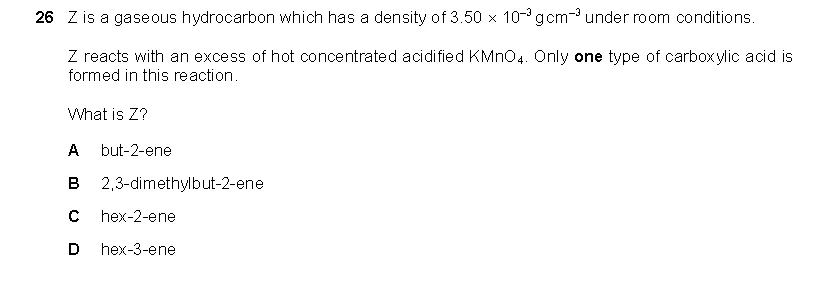 26 Z is a gaseous hydrocarbon which has a density of 3.50 × 10⁻³ g cm⁻³ under room conditions.
Z reacts with an excess of hot concentrated acidified KMnO₄. Only one type of carboxylic acid is
formed in this reaction.
What is Z?
A but-2-ene
B 2,3-dimethylbut-2-ene
C hex-2-ene
D hex-3-ene